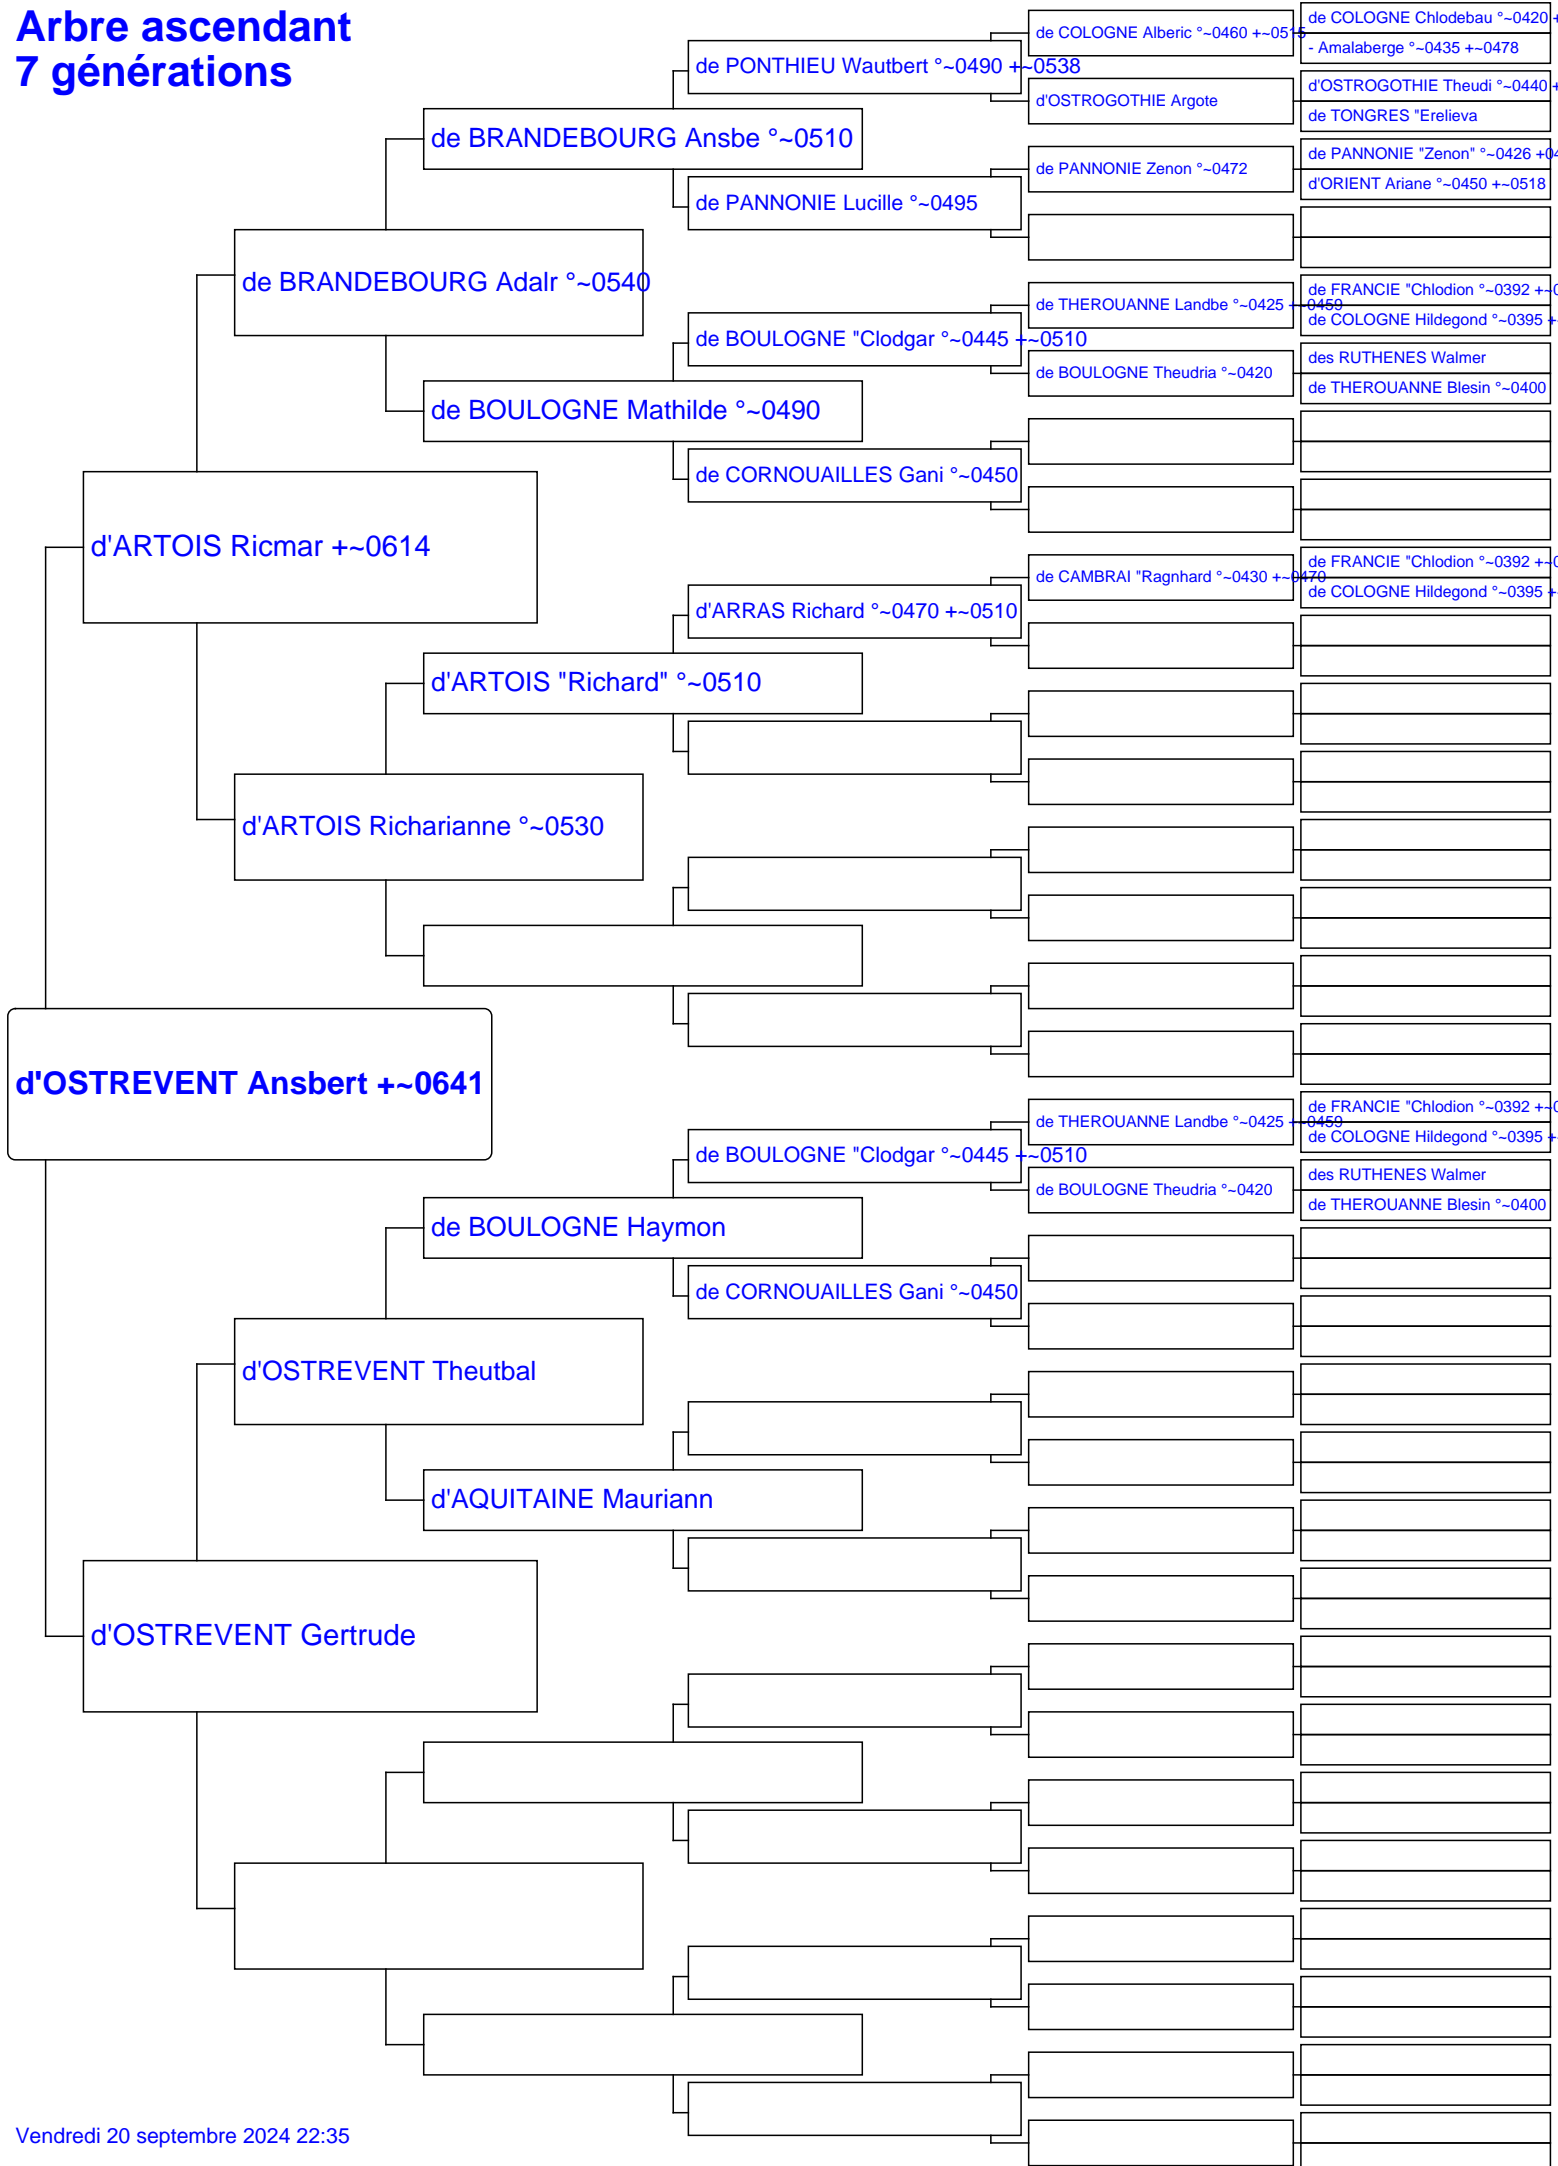 Arbre ascendant
7 générations
de COLOGNE Chlodebau °~0420 +
de COLOGNE Alberic °~0460 +~0515
- Amalaberge °~0435 +~0478
de PONTHIEU Wautbert °~0490 +~0538
d'OSTROGOTHIE Theudi °~0440 +
d'OSTROGOTHIE Argote
de TONGRES "Erelieva
de BRANDEBOURG Ansbe °~0510
de PANNONIE "Zenon" °~0426 +04
de PANNONIE Zenon °~0472
d'ORIENT Ariane °~0450 +~0518
de PANNONIE Lucille °~0495
de BRANDEBOURG Adalr °~0540
de FRANCIE "Chlodion °~0392 +~0
de THEROUANNE Landbe °~0425 +~0459
de COLOGNE Hildegond °~0395 +
de BOULOGNE "Clodgar °~0445 +~0510
des RUTHENES Walmer
de BOULOGNE Theudria °~0420
de THEROUANNE Blesin °~0400
de BOULOGNE Mathilde °~0490
de CORNOUAILLES Gani °~0450
d'ARTOIS Ricmar +~0614
de FRANCIE "Chlodion °~0392 +~0
de CAMBRAI "Ragnhard °~0430 +~0470
de COLOGNE Hildegond °~0395 +
d'ARRAS Richard °~0470 +~0510
d'ARTOIS "Richard" °~0510
d'ARTOIS Richarianne °~0530
d'OSTREVENT Ansbert +~0641
de FRANCIE "Chlodion °~0392 +~0
de THEROUANNE Landbe °~0425 +~0459
de COLOGNE Hildegond °~0395 +
de BOULOGNE "Clodgar °~0445 +~0510
des RUTHENES Walmer
de BOULOGNE Theudria °~0420
de THEROUANNE Blesin °~0400
de BOULOGNE Haymon
de CORNOUAILLES Gani °~0450
d'OSTREVENT Theutbal
d'AQUITAINE Mauriann
d'OSTREVENT Gertrude
Vendredi 20 septembre 2024 22:35